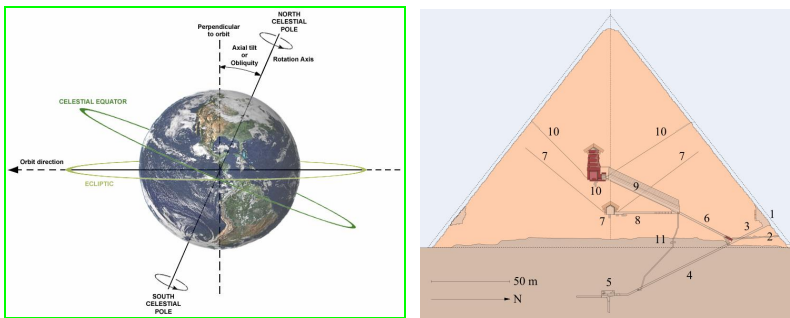 NORTH
CELESTIAL
POLE
Perpendicular
to orbit
Axial tilt
or
Obliquity
Rotation Axis
CELESTIAL EQUATOR
Orbit direction
ECLIPTIC
SOUTH
CELESTIAL
POLE
10
10
7
7
9
10
7
8
6
1
3
2
11
4
5
50 m
N